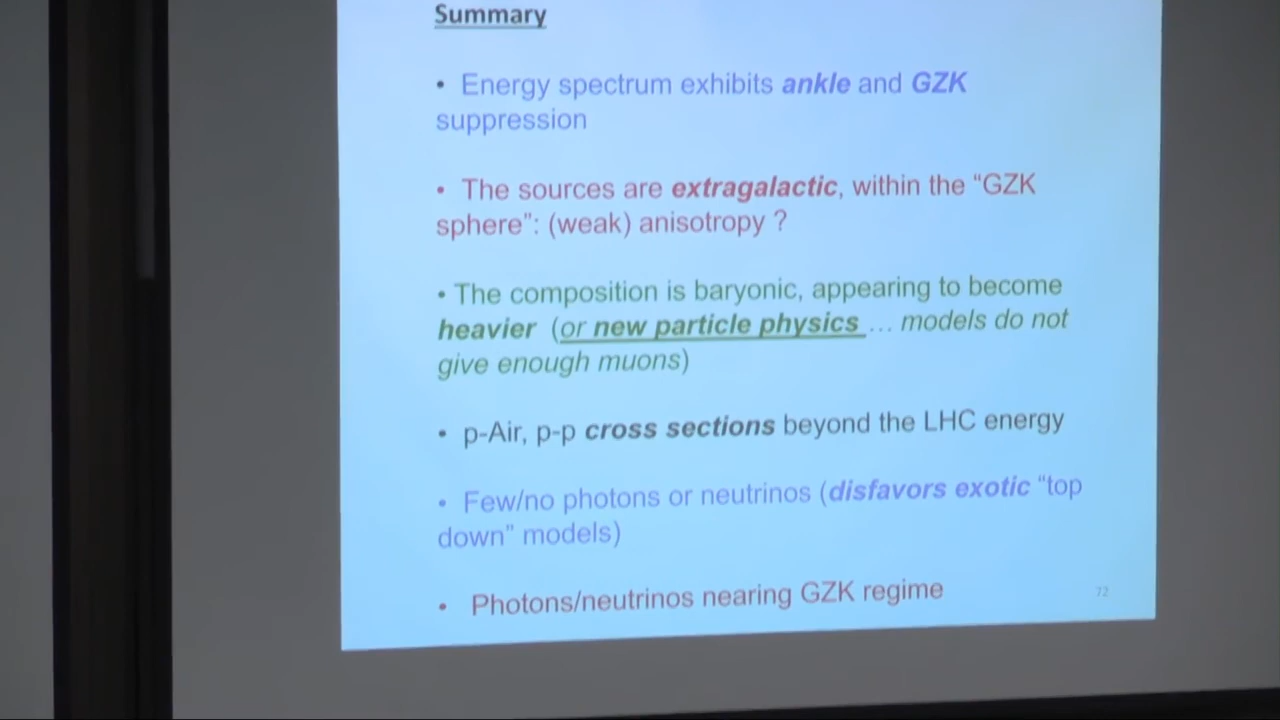 Summary
• Energy spectrum exhibits ankle and GZK
suppression
• The sources are extragalactic, within the “GZK
sphere”: (weak) anisotropy ?
• The composition is baryonic, appearing to become
heavier (or new particle physics … models do not
give enough muons)
• p-Air, p-p cross sections beyond the LHC energy
• Few/no photons or neutrinos (disfavors exotic “top
down” models)
• Photons/neutrinos nearing GZK regime
72